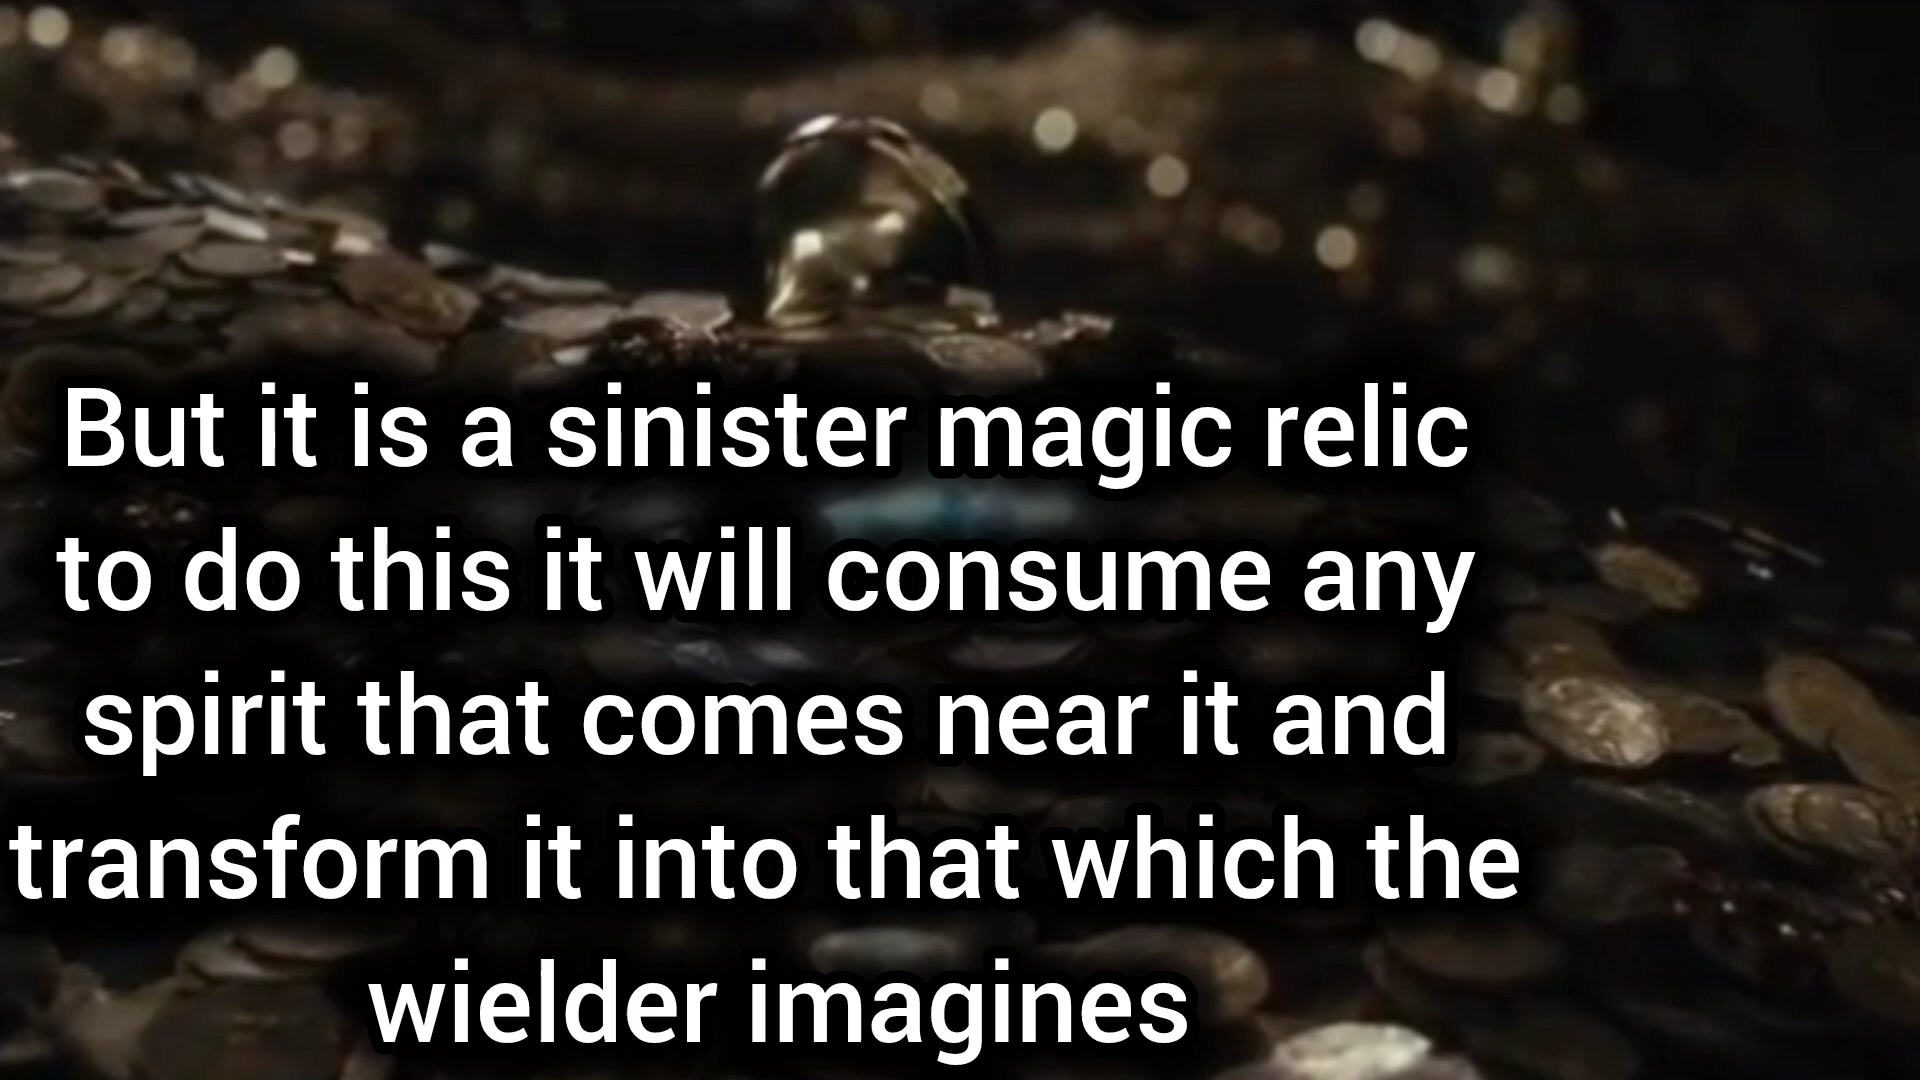 But it is a sinister magic relic
to do this it will consume any
spirit that comes near it and
transform it into that which the
wielder imagines